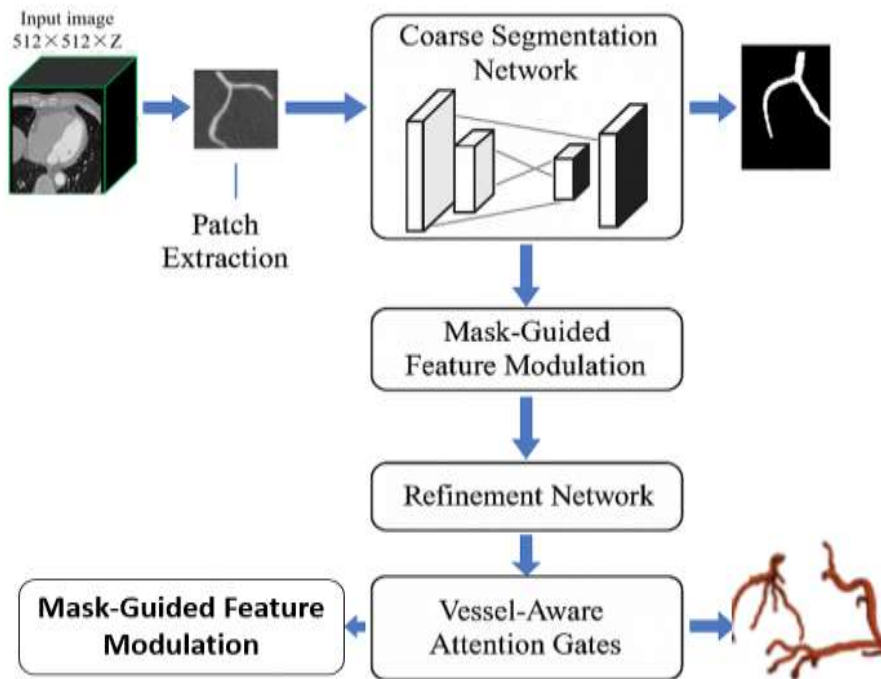 Input image
512×512×Z
Patch
Extraction
Coarse Segmentation
Network
Mask-Guided
Feature Modulation
Refinement Network
Vessel-Aware
Attention Gates
Mask-Guided Feature
Modulation